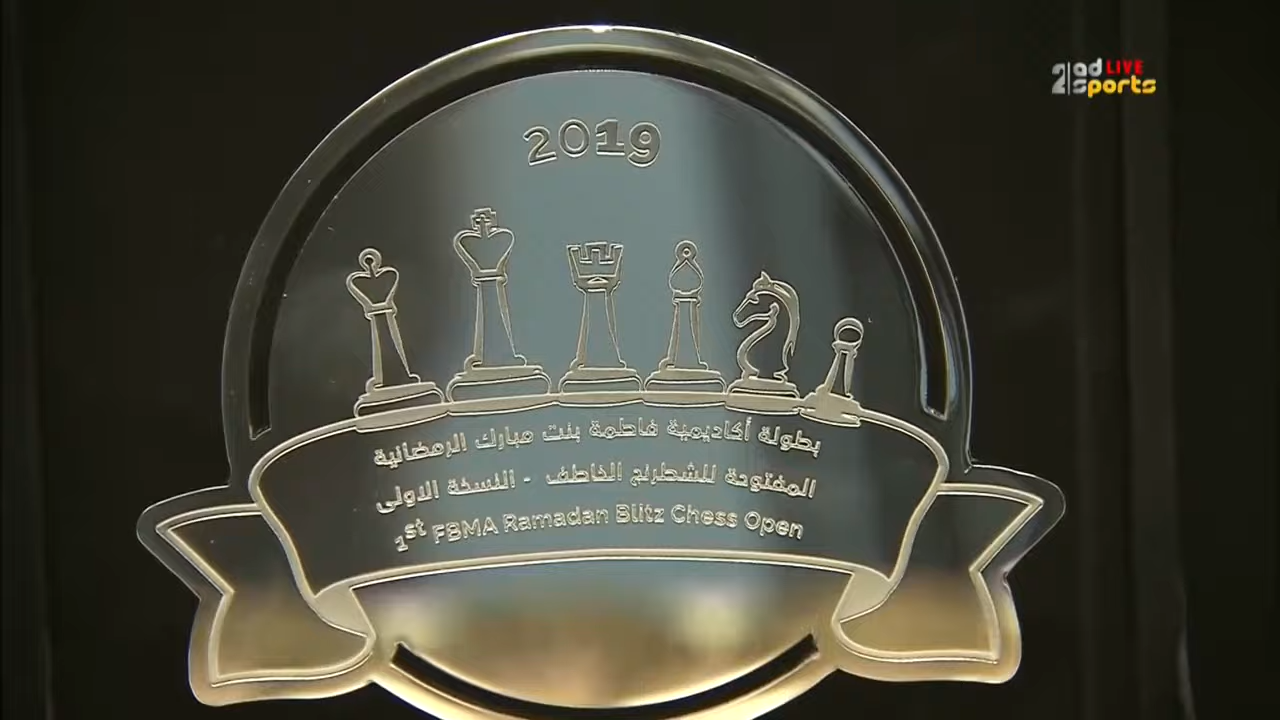 2|ad LIVE
sports
2019
بطولة أكاديمية فاطمة بنت مبارك الرمضانية
المفتوحة للشطرنج الخاطف - النسخة الاولى
1st FBMA Ramadan Blitz Chess Open